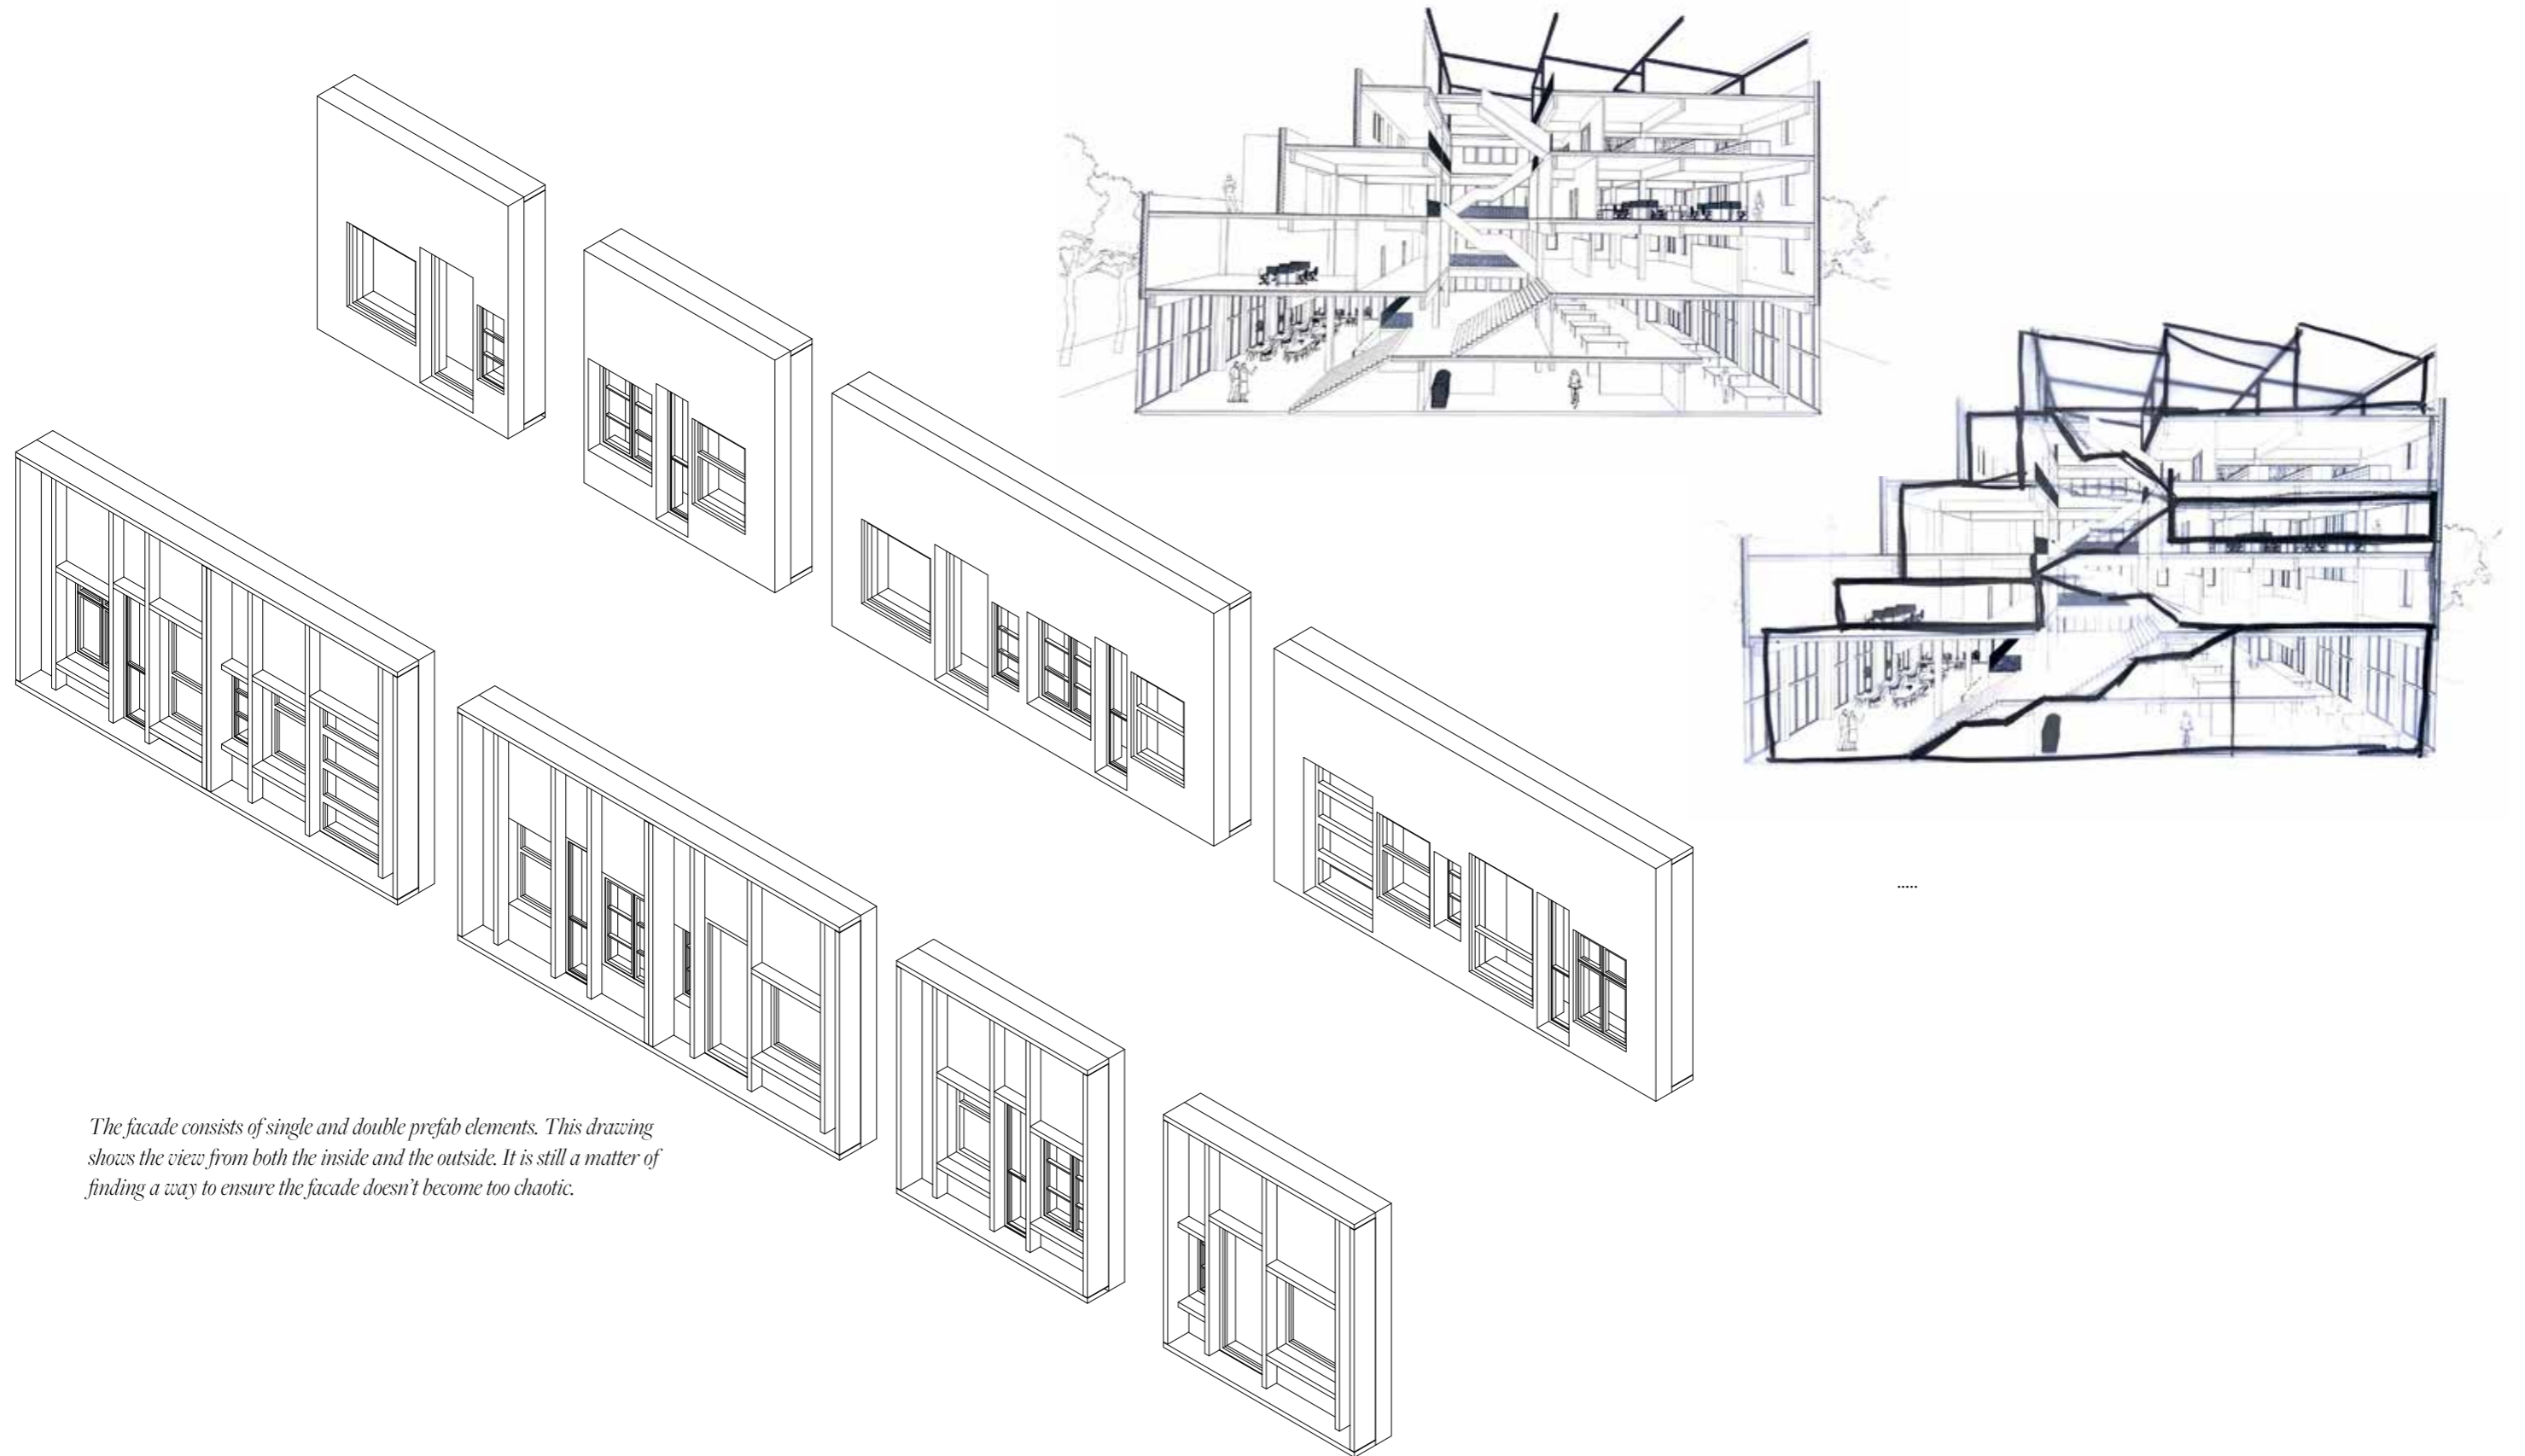 The facade consists of single and double prefab elements. This drawing
shows the view from both the inside and the outside. It is still a matter of
finding a way to ensure the facade doesn't become too chaotic.
.....